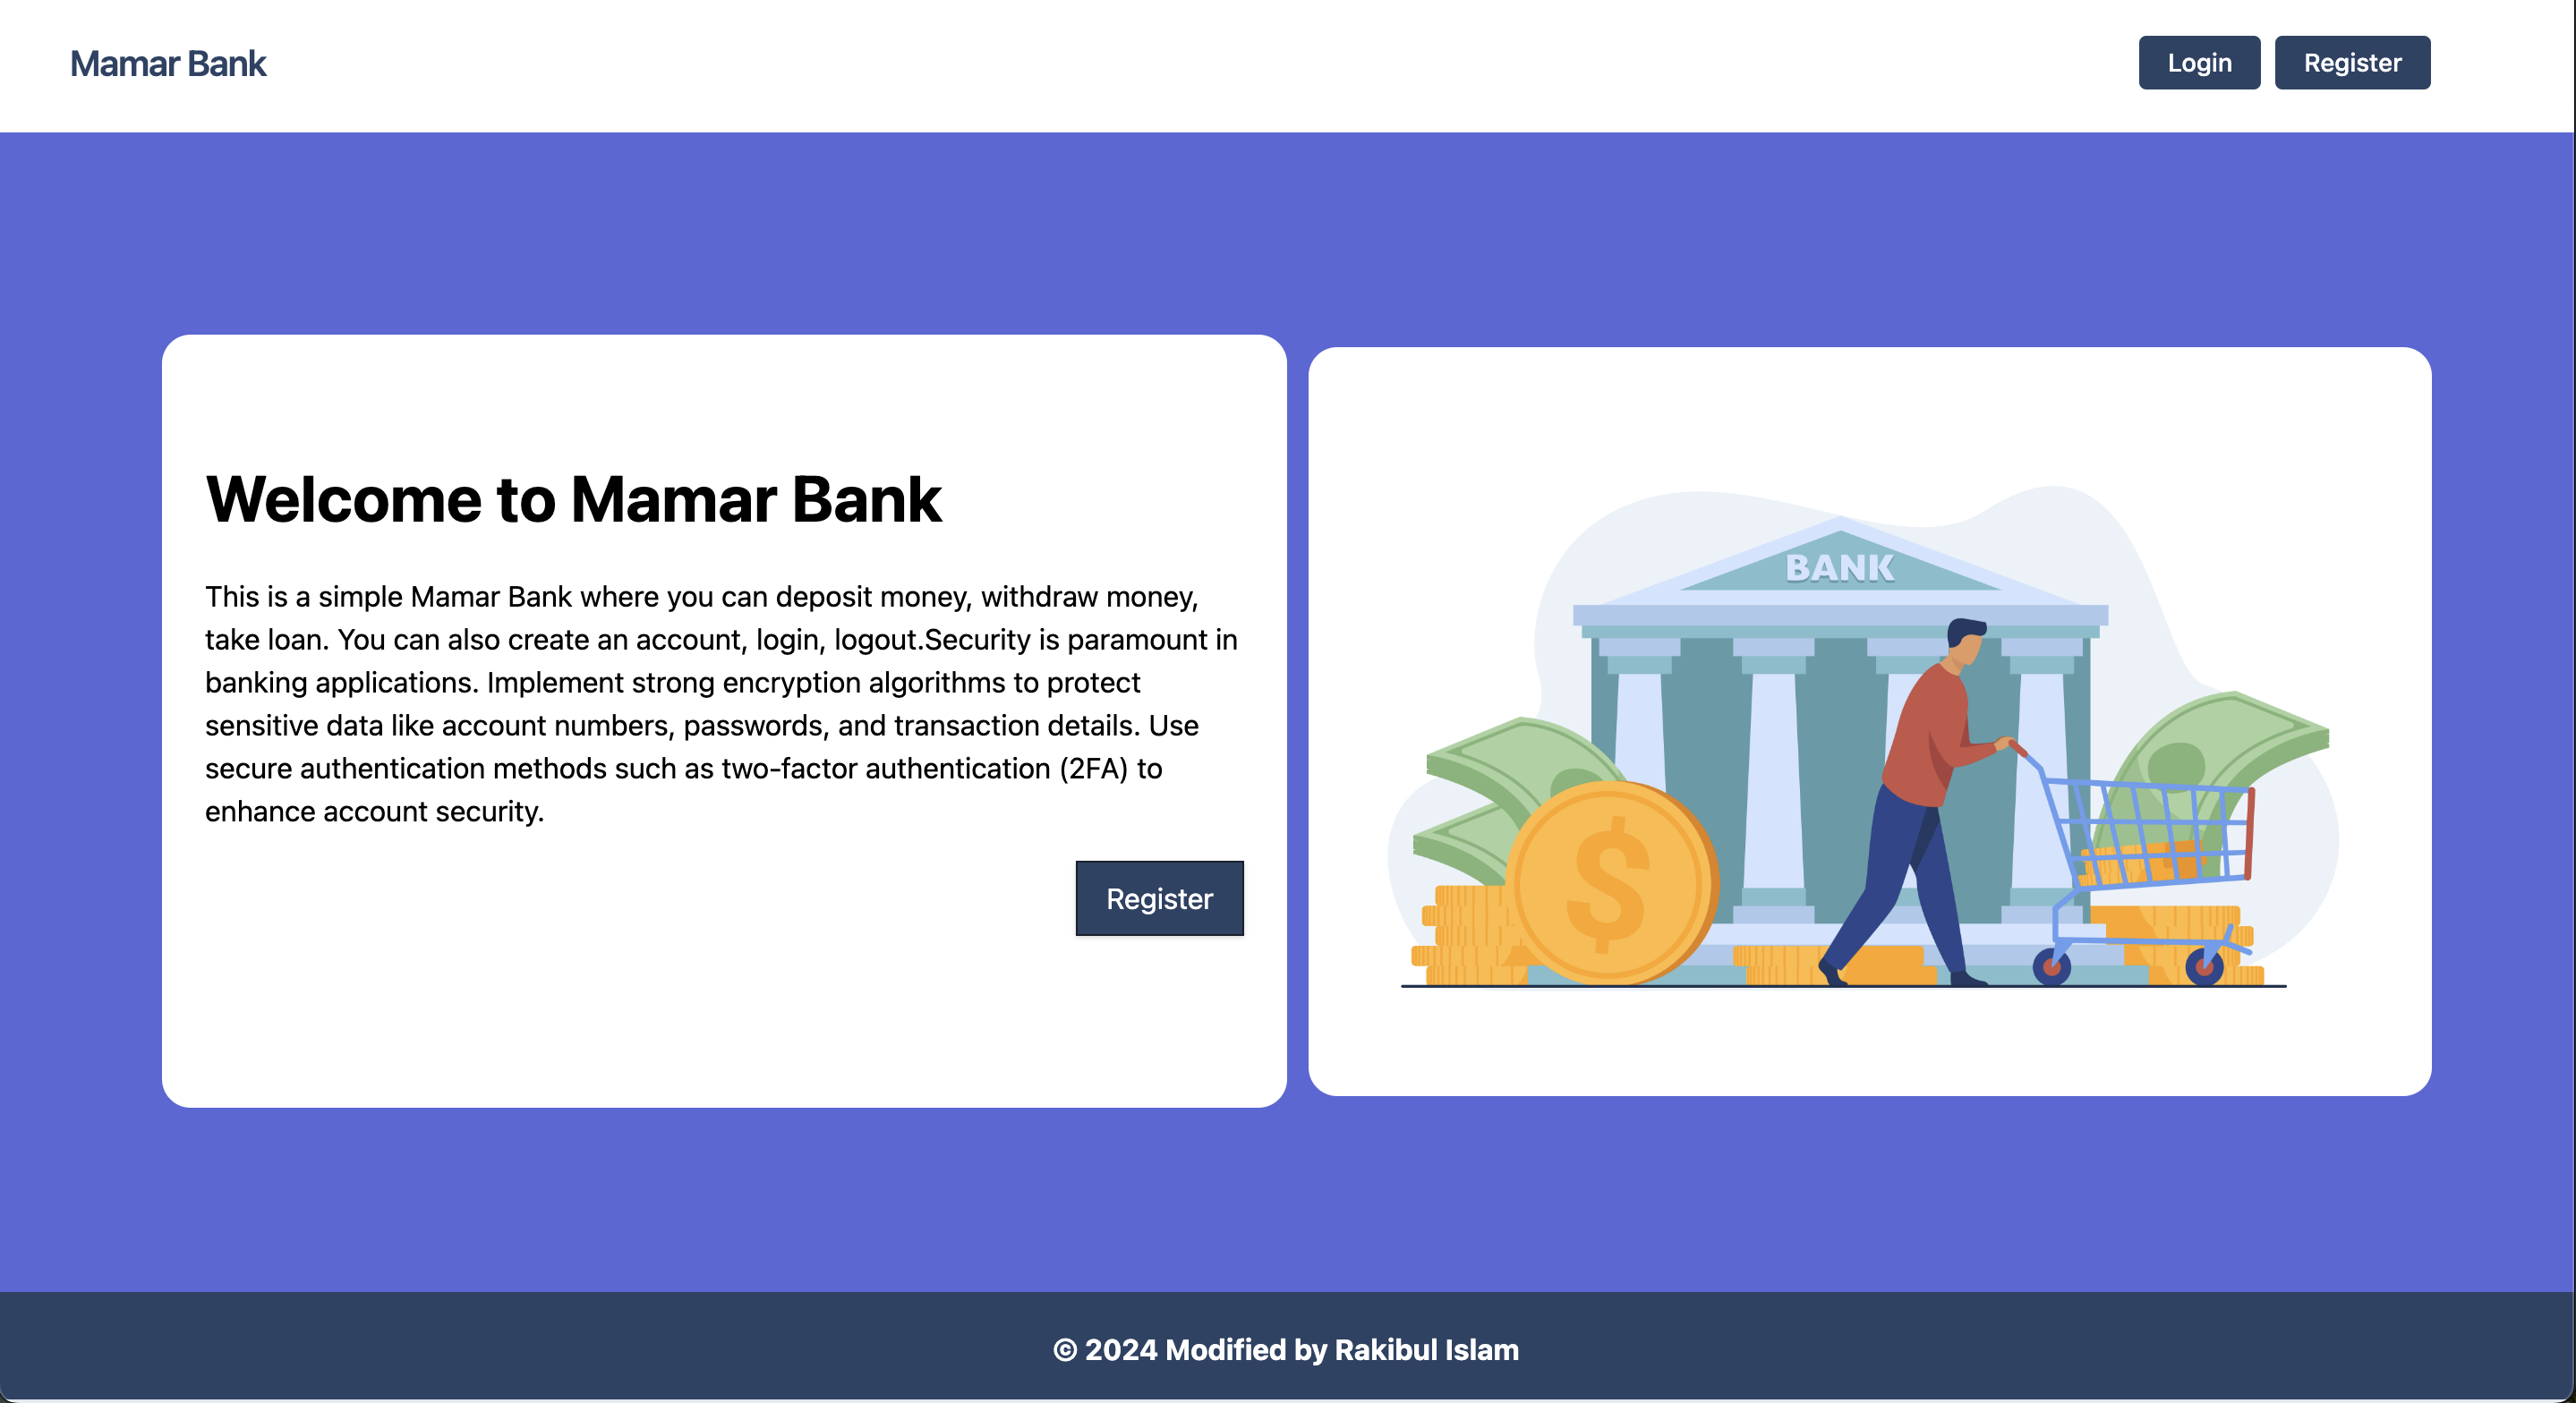 Mamar Bank
Login
Register
Welcome to Mamar Bank
This is a simple Mamar Bank where you can deposit money, withdraw money,
take loan. You can also create an account, login, logout.Security is paramount in
banking applications. Implement strong encryption algorithms to protect
sensitive data like account numbers, passwords, and transaction details. Use
secure authentication methods such as two-factor authentication (2FA) to
enhance account security.
Register
BANK
$
© 2024 Modified by Rakibul Islam